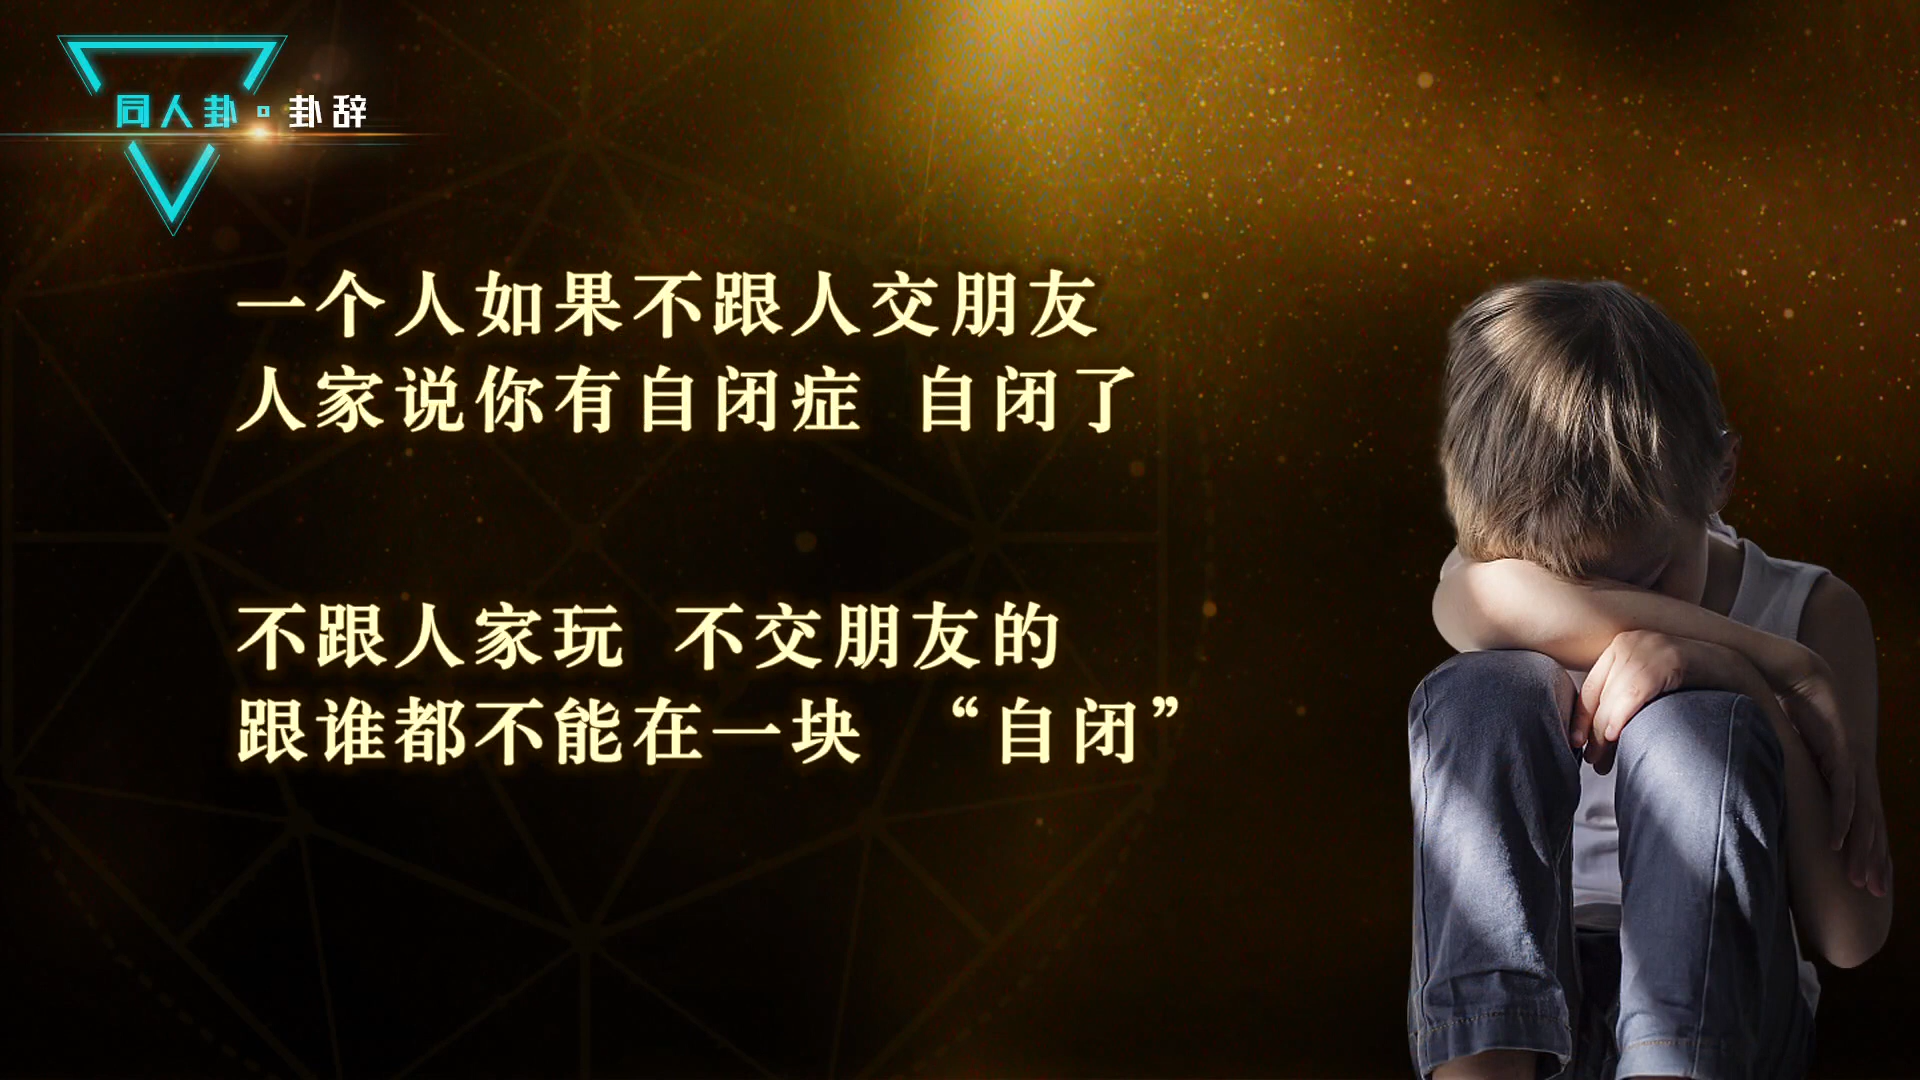 同人卦·卦辞
一个人如果不跟人交朋友
人家说你有自闭症 自闭了
不跟人家玩 不交朋友的
跟谁都不能在一块 “自闭”